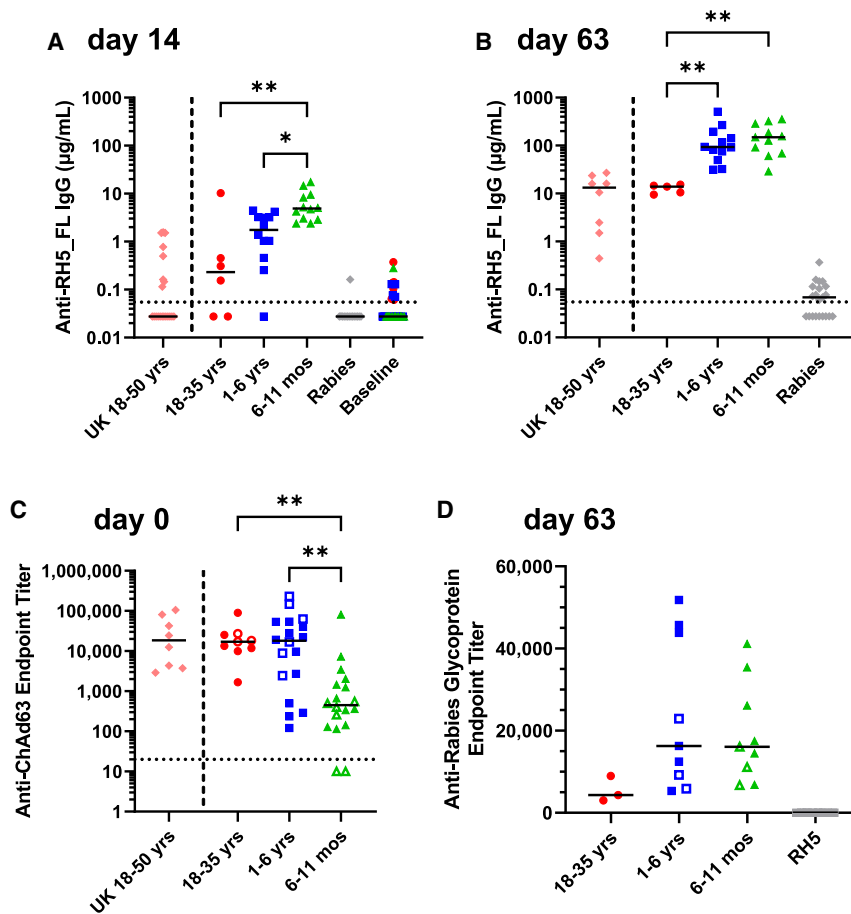 A day 14
**
*
Anti-RH5_FL IgG (µg/mL)
1000
100
10
1
0.1
0.01
UK 18-50 yrs
18-35 yrs
1-6 yrs
6-11 mos
Rabies
Baseline
B day 63
**
**
Anti-RH5_FL IgG (µg/mL)
1000
100
10
1
0.1
0.01
UK 18-50 yrs
18-35 yrs
1-6 yrs
6-11 mos
Rabies
C day 0
**
**
Anti-ChAd63 Endpoint Titer
1,000,000
100,000
10,000
1,000
100
10
1
UK 18-50 yrs
18-35 yrs
1-6 yrs
6-11 mos
D day 63
Anti-Rabies Glycoprotein
Endpoint Titer
60,000
40,000
20,000
0
18-35 yrs
1-6 yrs
6-11 mos
RH5